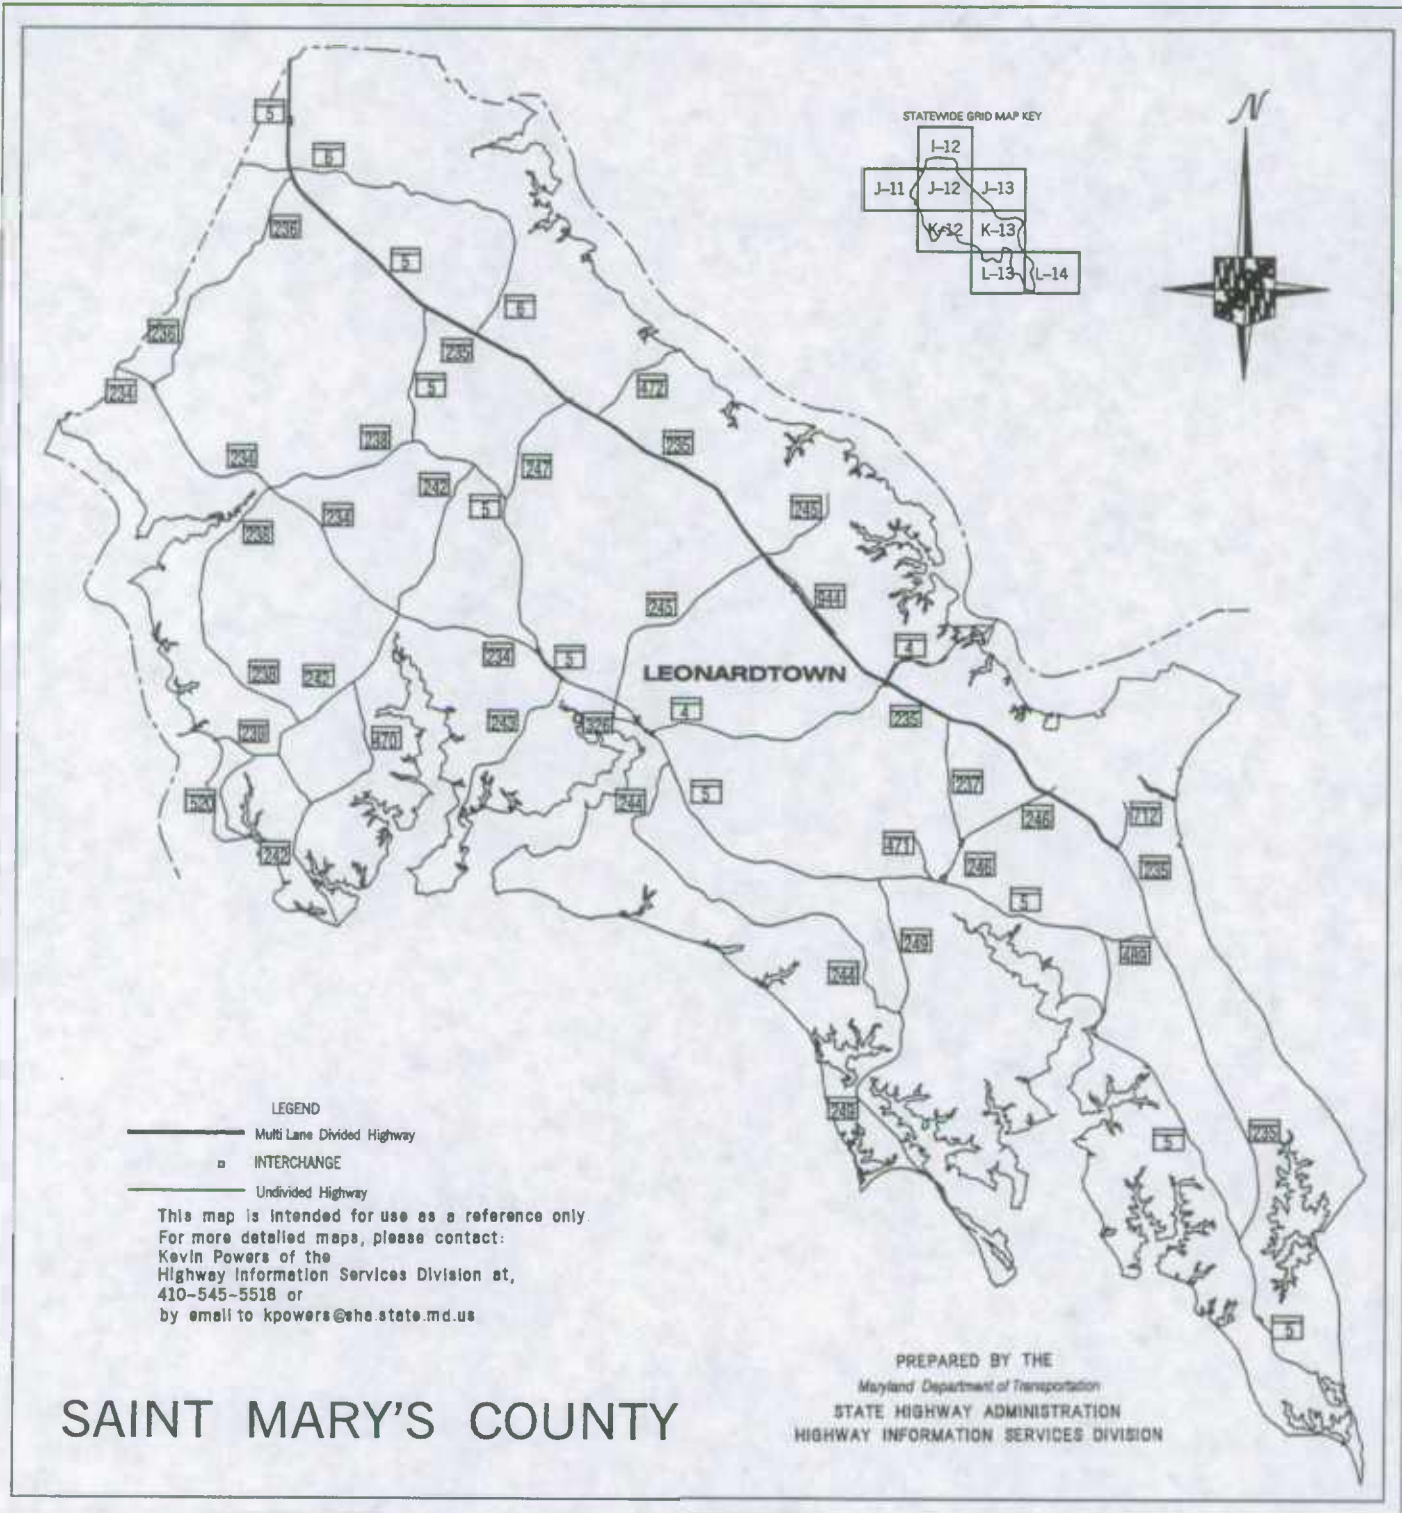 STATEWIDE GRID MAP KEY
N
I-12
J-11 J-12 J-13
K-12 K-13
L-13 L-14
5
6
236
5
6
236
235
5
234
472
238
235
234
242
247
5
245
234
238
944
245
4
234
5
LEONARDTOWN
238
242
4
243
326
235
239
470
237
5
520
244
246
712
471
242
246
235
5
249
489
244
249
235
5
5
LEGEND
Multi Lane Divided Highway
INTERCHANGE
Undivided Highway
This map is intended for use as a reference only.
For more detailed maps, please contact:
Kevin Powers of the
Highway Information Services Division at,
410-545-5518 or
by email to kpowers@sha.state.md.us
PREPARED BY THE
Maryland Department of Transportation
STATE HIGHWAY ADMINISTRATION
HIGHWAY INFORMATION SERVICES DIVISION
SAINT MARY'S COUNTY